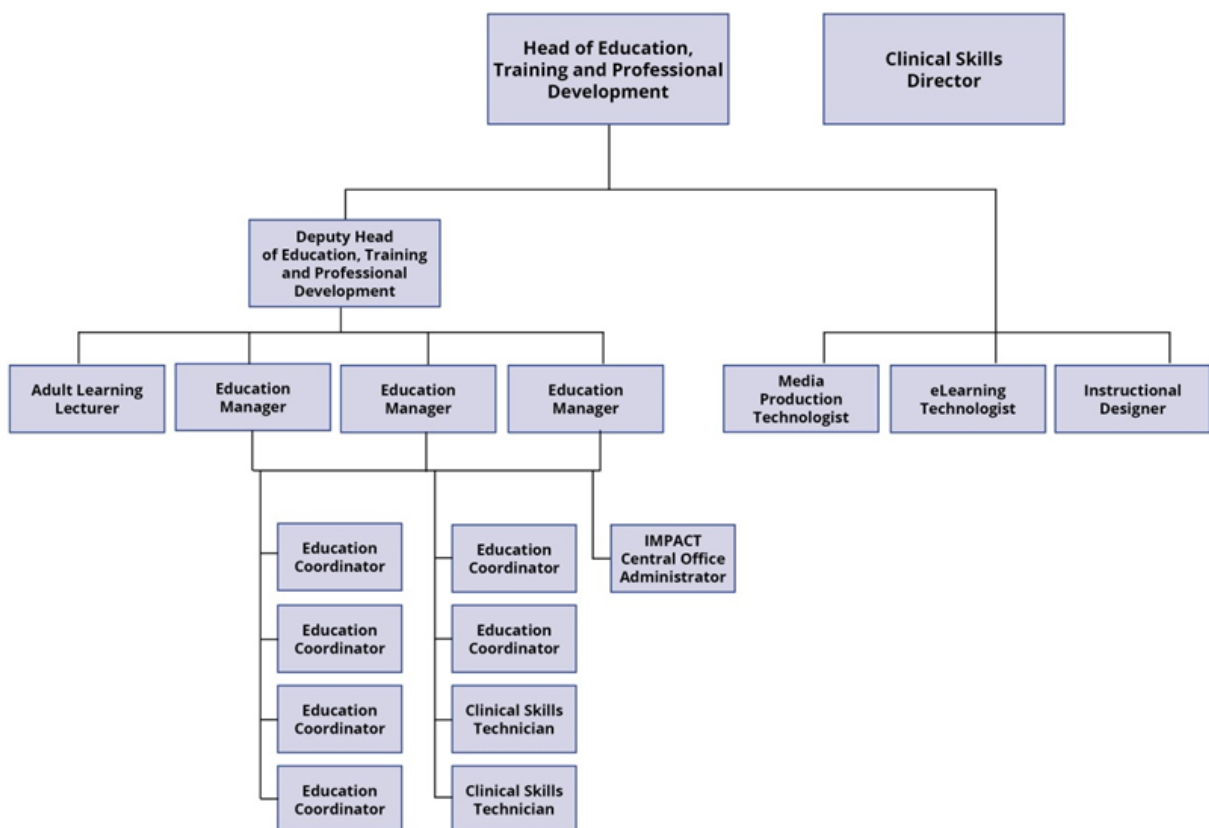 Head of Education,
Training and Professional
Development
Clinical Skills
Director
Deputy Head
of Education, Training
and Professional
Development
Adult Learning
Lecturer
Education
Manager
Education
Manager
Education
Manager
Media
Production
Technologist
eLearning
Technologist
Instructional
Designer
Education
Coordinator
Education
Coordinator
IMPACT
Central Office
Administrator
Education
Coordinator
Education
Coordinator
Education
Coordinator
Clinical Skills
Technician
Education
Coordinator
Clinical Skills
Technician